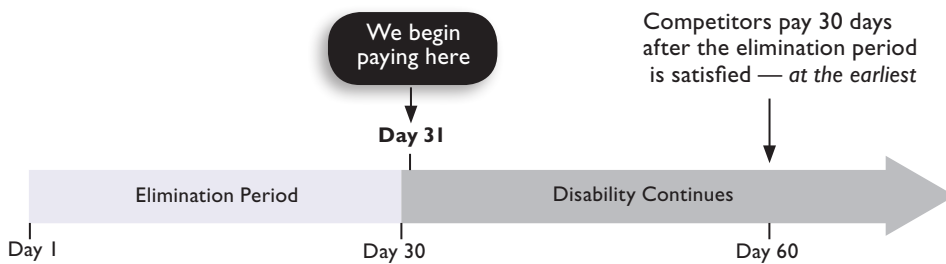 We begin
paying here
Competitors pay 30 days
after the elimination period
is satisfied — at the earliest
Day 31
Elimination Period
Disability Continues
Day 1
Day 30
Day 60